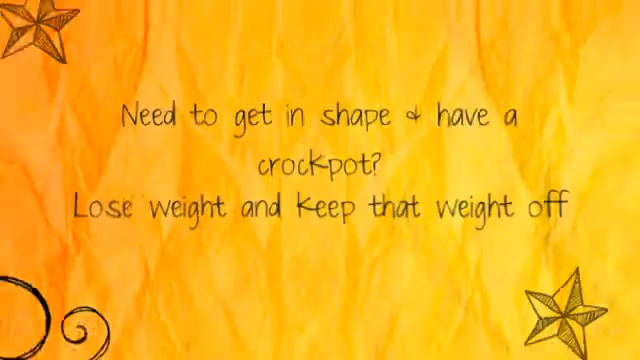 Need to get in shape & have a
crockpot?
Lose weight and keep that weight off